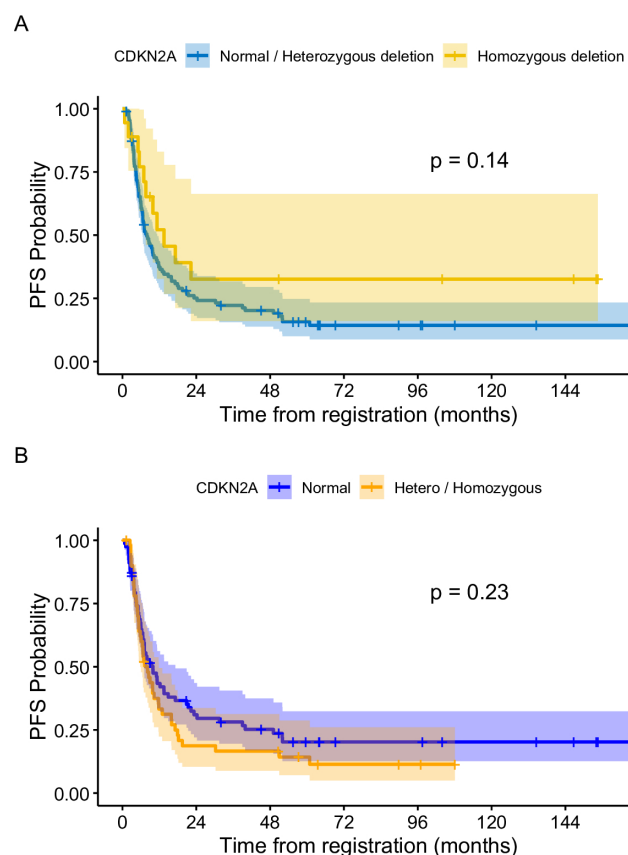 A
CDKN2A Normal / Heterozygous deletion Homozygous deletion
1.00
0.75
0.50
0.25
0.00
PFS Probability
p = 0.14
0 24 48 72 96 120 144
Time from registration (months)
B
CDKN2A Normal Hetero / Homozygous
1.00
0.75
0.50
0.25
0.00
PFS Probability
p = 0.23
0 24 48 72 96 120 144
Time from registration (months)